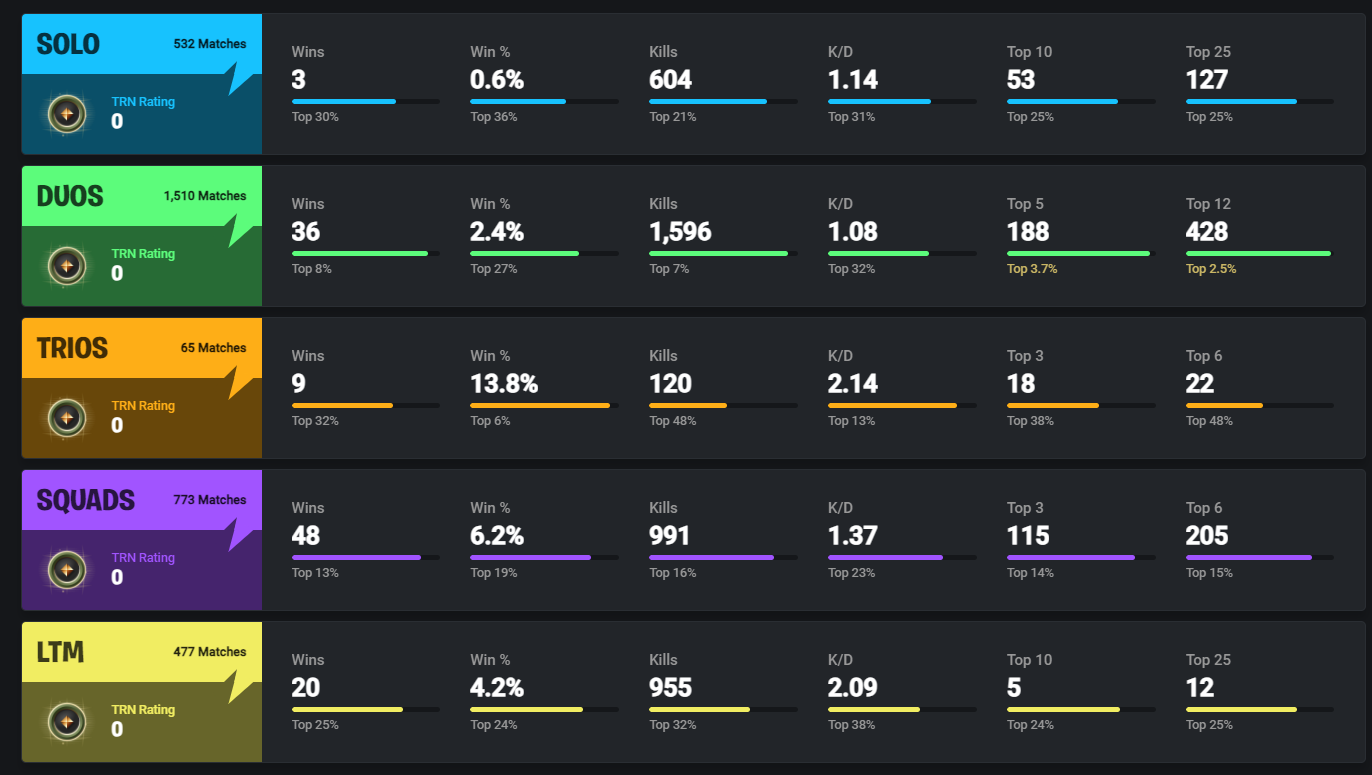 SOLO 532 Matches
TRN Rating
0
Wins Win % Kills K/D Top 10 Top 25
3 0.6% 604 1.14 53 127
Top 30% Top 36% Top 21% Top 31% Top 25% Top 25%
DUOS 1,510 Matches
TRN Rating
0
Wins Win % Kills K/D Top 5 Top 12
36 2.4% 1,596 1.08 188 428
Top 8% Top 27% Top 7% Top 32% Top 3.7% Top 2.5%
TRIOS 65 Matches
TRN Rating
0
Wins Win % Kills K/D Top 3 Top 6
9 13.8% 120 2.14 18 22
Top 32% Top 6% Top 48% Top 13% Top 38% Top 48%
SQUADS 773 Matches
TRN Rating
0
Wins Win % Kills K/D Top 3 Top 6
48 6.2% 991 1.37 115 205
Top 13% Top 19% Top 16% Top 23% Top 14% Top 15%
LTM 477 Matches
TRN Rating
0
Wins Win % Kills K/D Top 10 Top 25
20 4.2% 955 2.09 5 12
Top 25% Top 24% Top 32% Top 38% Top 24% Top 25%